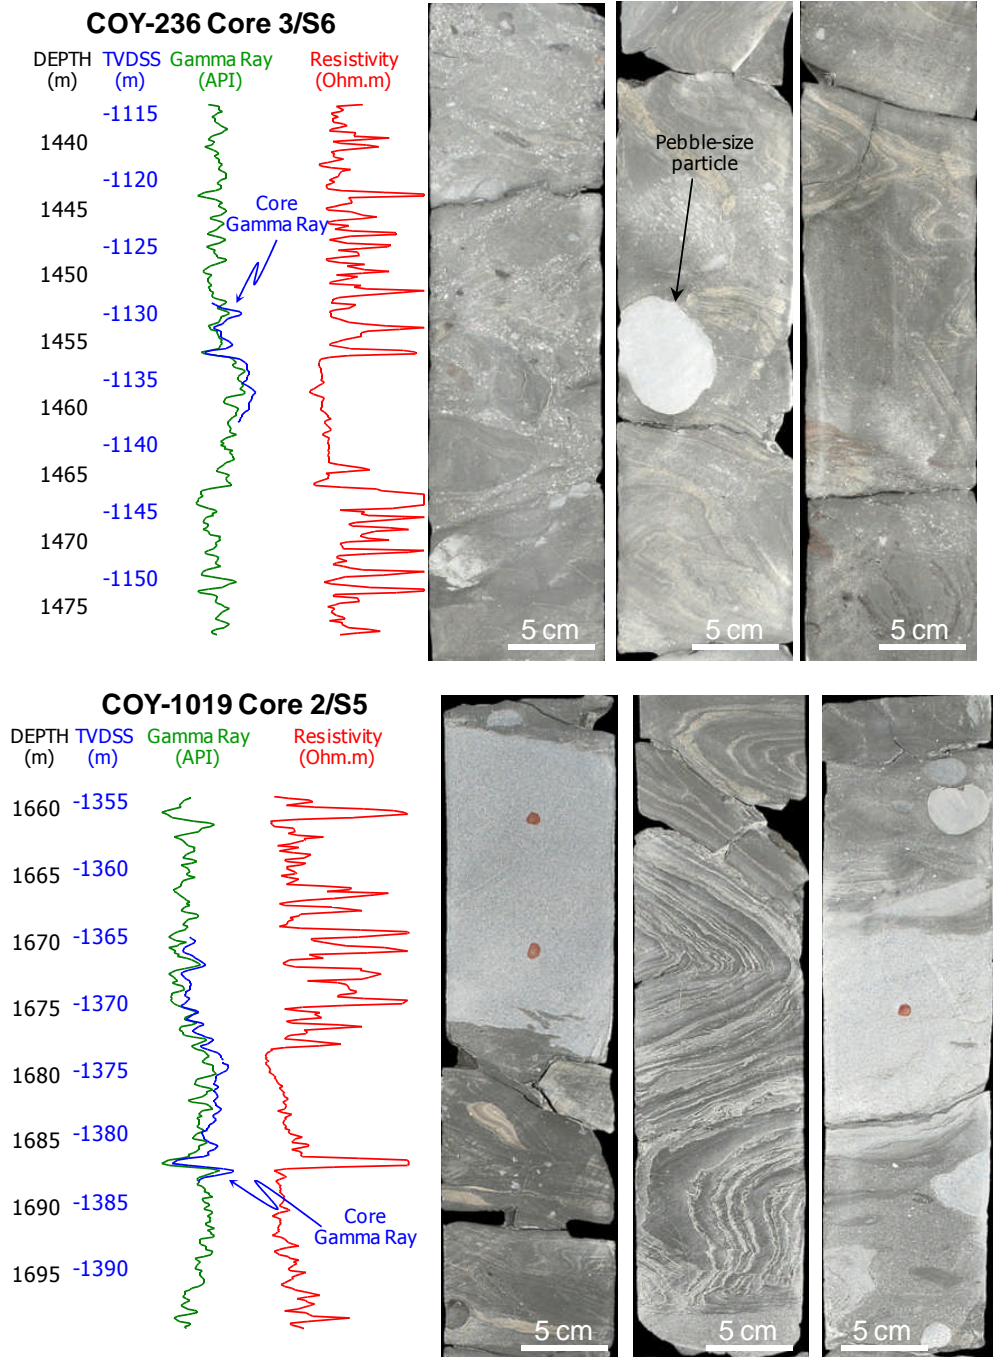 COY-236 Core 3/S6
DEPTH TVDSS Gamma Ray Resistivity
(m) (m) (API) (Ohm.m)
-1115
1440
-1120
1445
-1125
1450
-1130
1455
-1135
1460
-1140
1465
-1145
1470
-1150
1475
Core
Gamma Ray
Pebble-size
particle
5 cm
5 cm
5 cm
COY-1019 Core 2/S5
DEPTH TVDSS Gamma Ray Resistivity
(m) (m) (API) (Ohm.m)
1660 -1355
1665 -1360
1670 -1365
1675 -1370
1680 -1375
1685 -1380
1690 -1385
1695 -1390
Core
Gamma Ray
5 cm
5 cm
5 cm